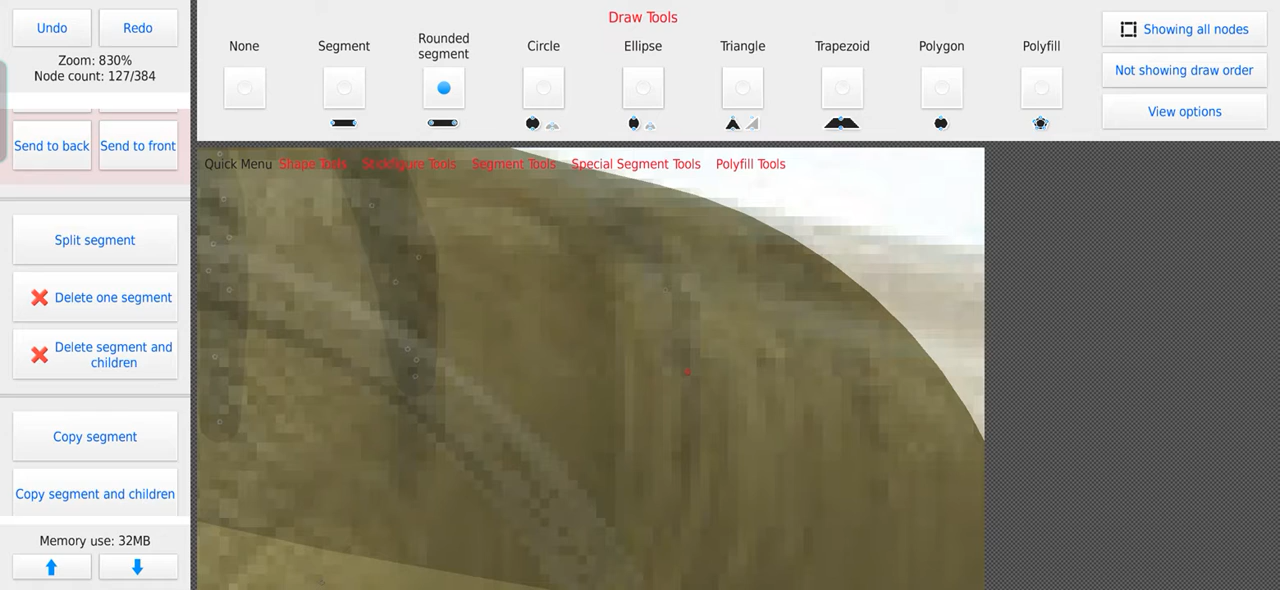 Undo
Redo
Zoom: 830%
Node count: 127/384
Send to back
Send to front
Split segment
Delete one segment
Delete segment and
children
Copy segment
Copy segment and children
Memory use: 32MB
Draw Tools
None
Segment
Rounded
segment
Circle
Ellipse
Triangle
Trapezoid
Polygon
Polyfill
Showing all nodes
Not showing draw order
View options
Quick Menu
Shape Tools
Stickfigure Tools
Segment Tools
Special Segment Tools
Polyfill Tools